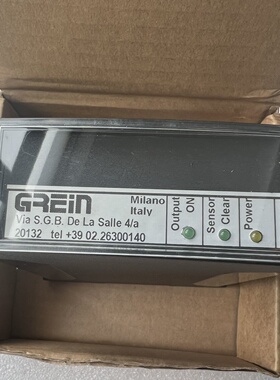 GREIN
Milano
Italy
Via S.G.B. De La Salle 4/a
20132 tel +39 02.26300140
Output
ON
Sensor
Clear
Power